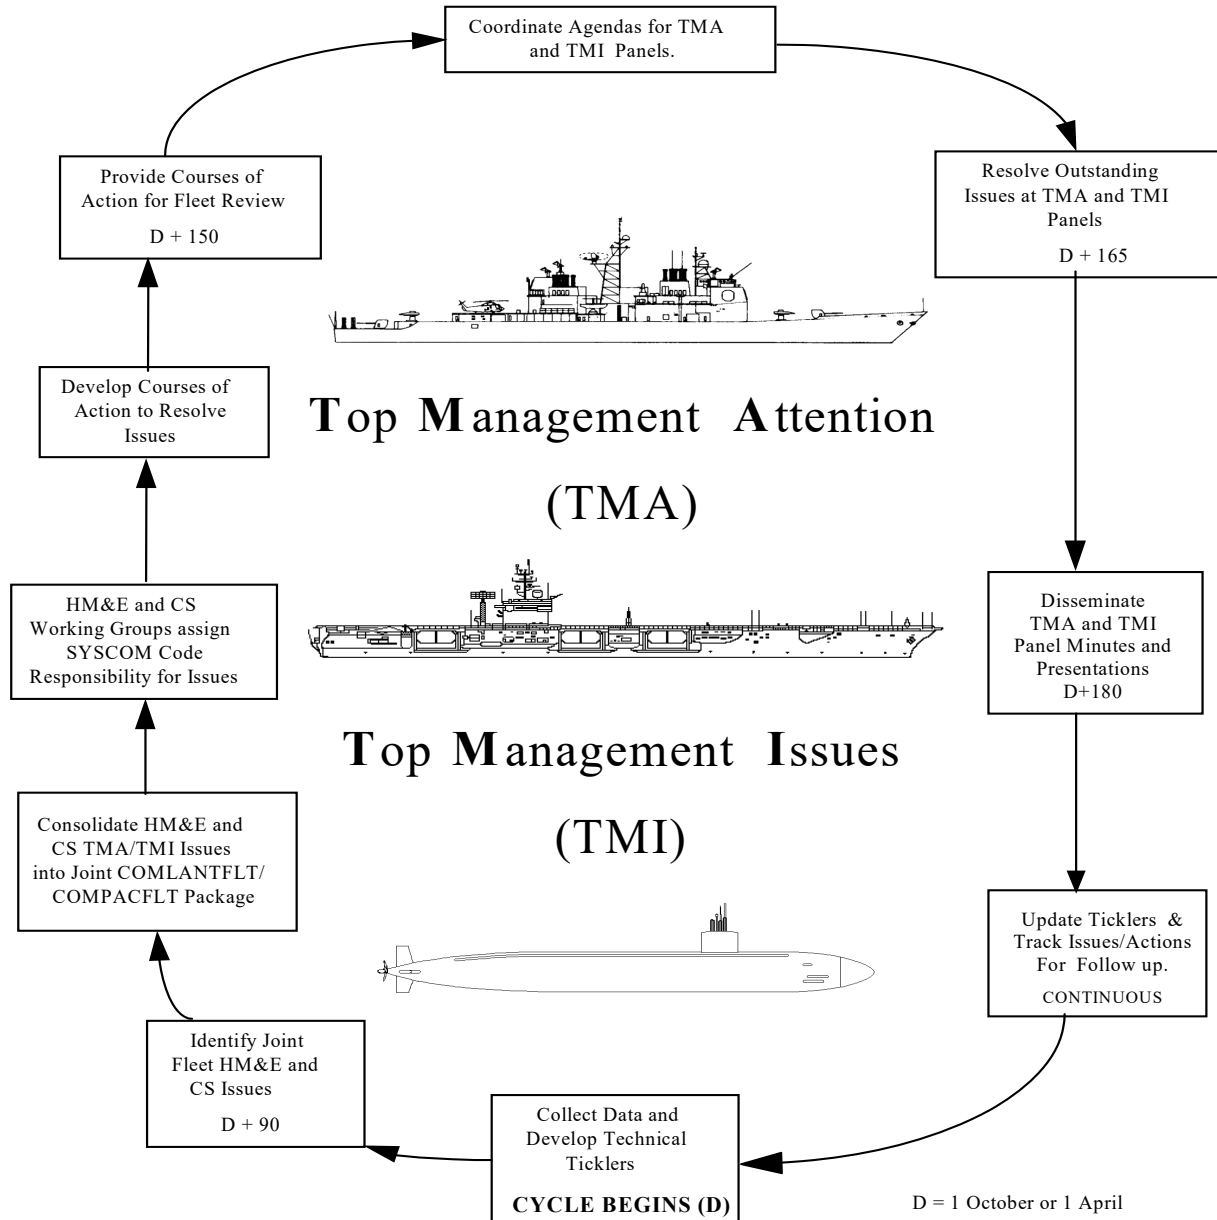 Coordinate Agendas for TMA
and TMI Panels.
Provide Courses of
Action for Fleet Review
D + 150
Resolve Outstanding
Issues at TMA and TMI
Panels
D + 165
Develop Courses of
Action to Resolve
Issues
Top Management Attention
(TMA)
HM&E and CS
Working Groups assign
SYSCOM Code
Responsibility for Issues
Disseminate
TMA and TMI
Panel Minutes and
Presentations
D+180
Top Management Issues
(TMI)
Consolidate HM&E and
CS TMA/TMI Issues
into Joint COMLANTFLT/
COMPACFLT Package
Update Ticklers &
Track Issues/Actions
For Follow up.
CONTINUOUS
Identify Joint
Fleet HM&E and
CS Issues
D + 90
Collect Data and
Develop Technical
Ticklers
CYCLE BEGINS (D)
D = 1 October or 1 April